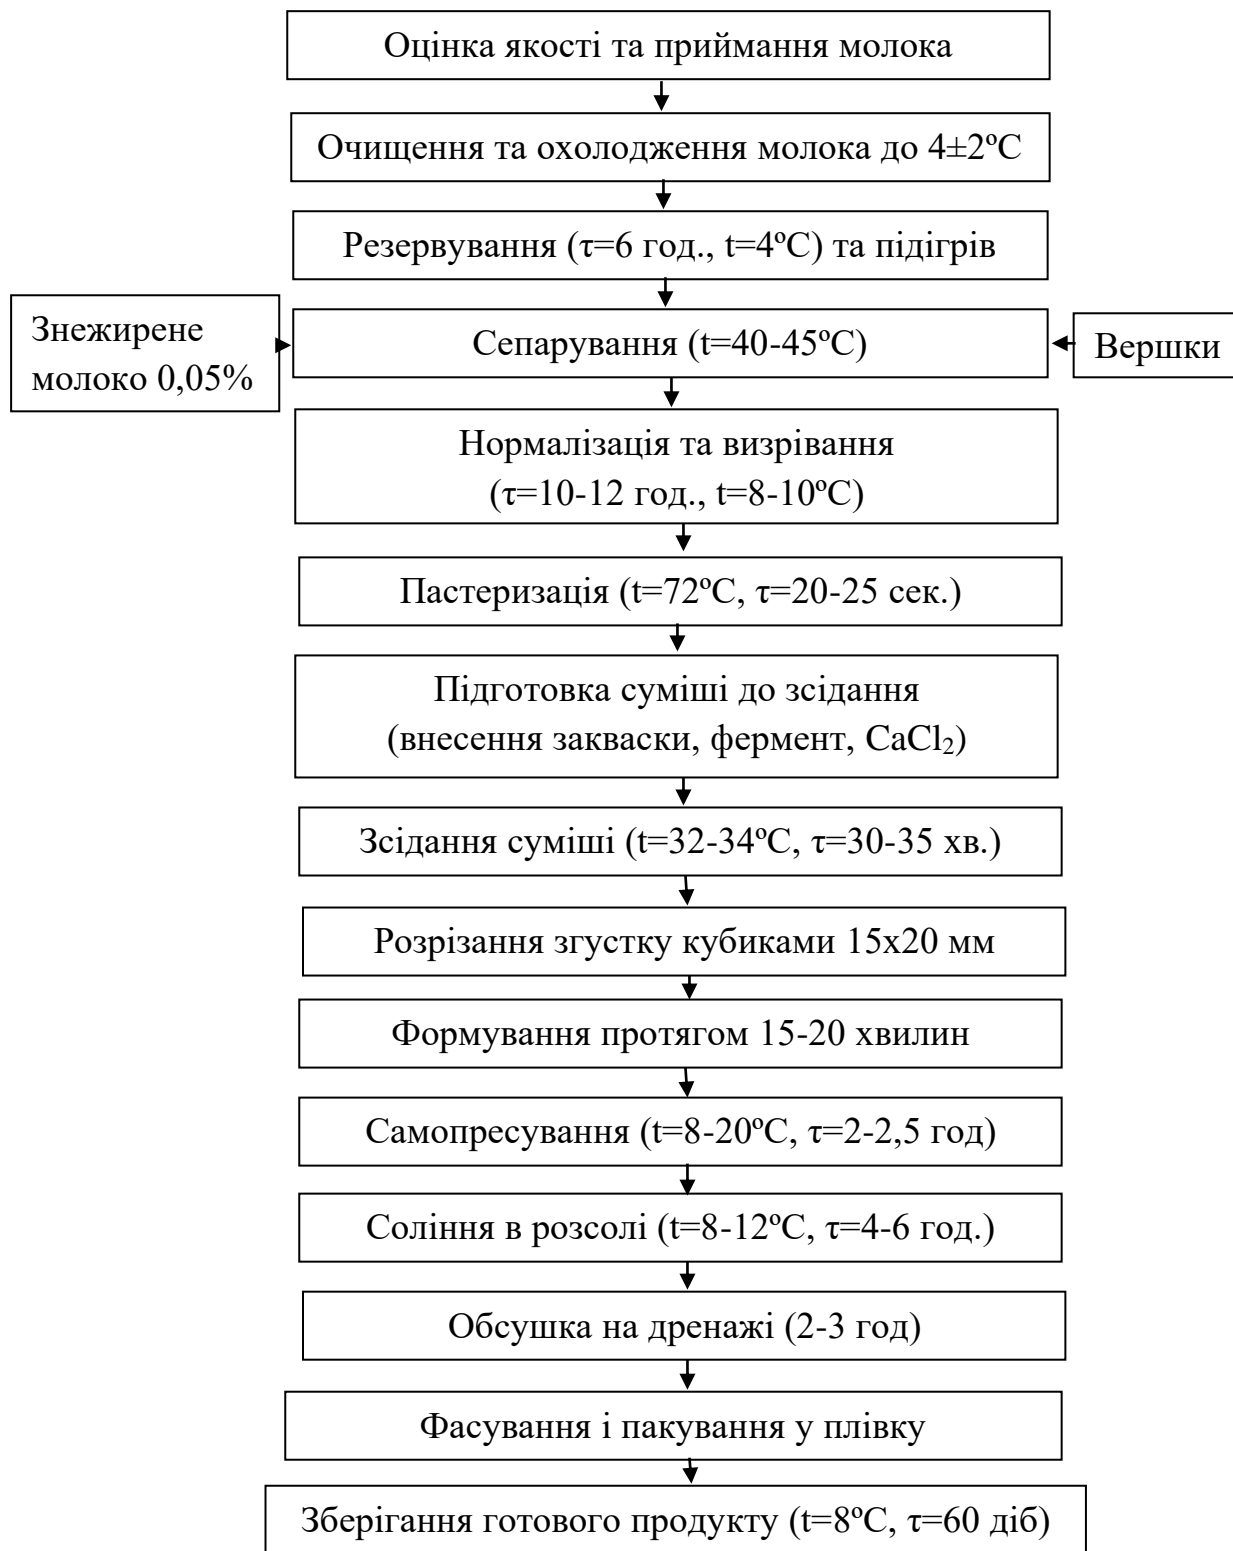 Оцінка якості та приймання молока
Очищення та охолодження молока до 4±2ºС
Резервування (τ=6 год., t=4ºС) та підігрів
Знежирене
молоко 0,05%
Сепарування (t=40-45ºС)
Вершки
Нормалізація та визрівання
(τ=10-12 год., t=8-10ºС)
Пастеризація (t=72ºС, τ=20-25 сек.)
Підготовка суміші до зсідання
(внесення закваски, фермент, CaCl₂)
Зсідання суміші (t=32-34ºС, τ=30-35 хв.)
Розрізання згустку кубиками 15х20 мм
Формування протягом 15-20 хвилин
Самопресування (t=8-20ºС, τ=2-2,5 год)
Соління в розсолі (t=8-12ºС, τ=4-6 год.)
Обсушка на дренажі (2-3 год)
Фасування і пакування у плівку
Зберігання готового продукту (t=8ºС, τ=60 діб)